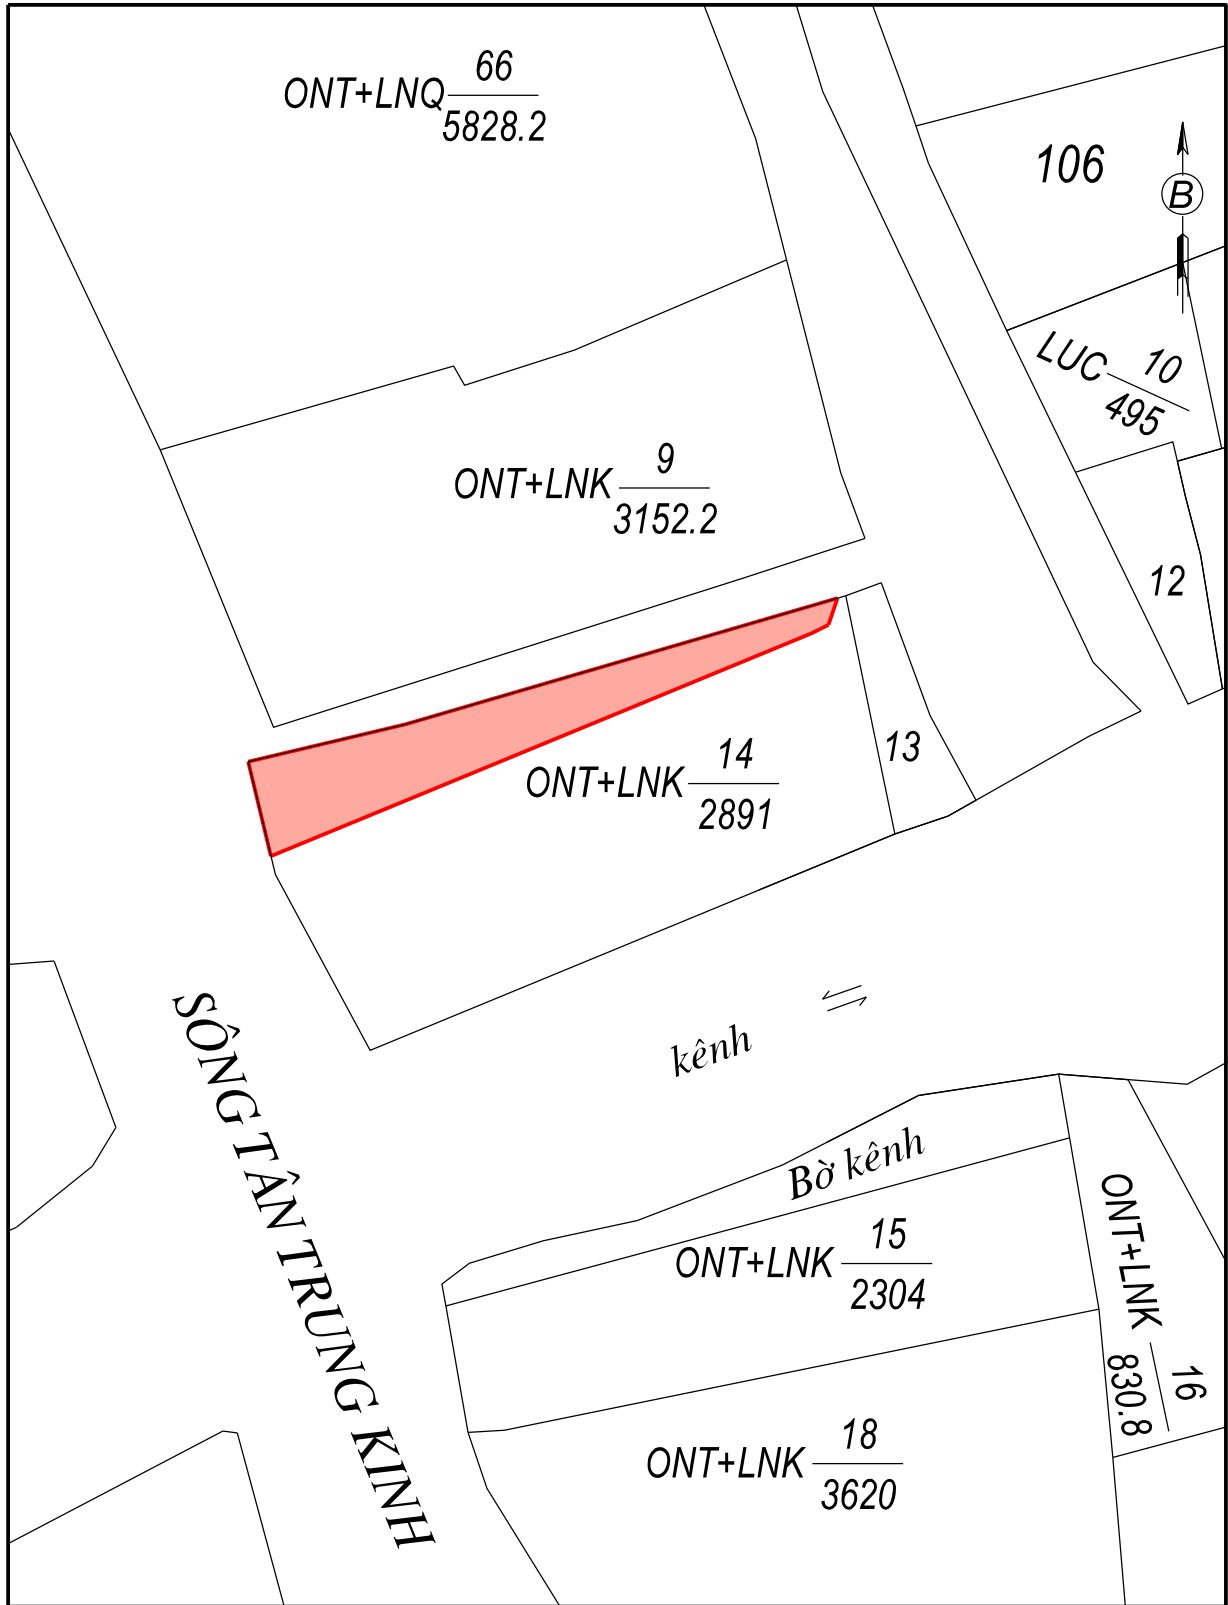 66
ONT+LNQ
5828.2
106
B
LUC 10
495
9
ONT+LNK
3152.2
12
14
ONT+LNK
2891
13
SÔNG TÂN TRUNG KINH
kênh
Bờ kênh
15
ONT+LNK
2304
ONT+LNK 16
830.8
18
ONT+LNK
3620